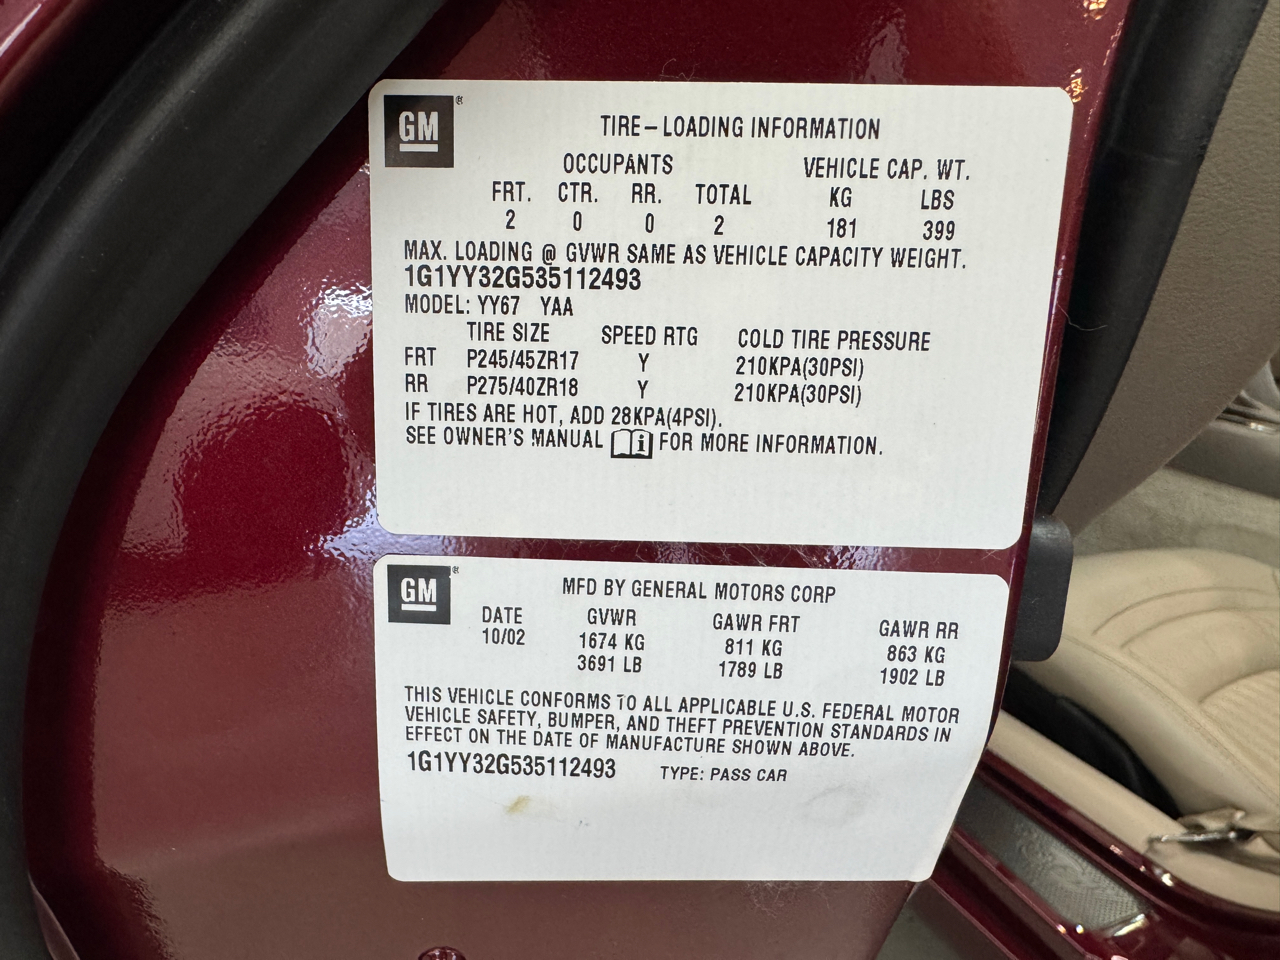 GM
TIRE–LOADING INFORMATION
OCCUPANTS VEHICLE CAP. WT.
FRT. CTR. RR. TOTAL KG LBS
2 0 0 2 181 399
MAX. LOADING @ GVWR SAME AS VEHICLE CAPACITY WEIGHT.
1G1YY32G535112493
MODEL: YY67 YAA
TIRE SIZE SPEED RTG COLD TIRE PRESSURE
FRT P245/45ZR17 Y 210KPA(30PSI)
RR P275/40ZR18 Y 210KPA(30PSI)
IF TIRES ARE HOT, ADD 28KPA(4PSI).
SEE OWNER'S MANUAL i FOR MORE INFORMATION.
GM
MFD BY GENERAL MOTORS CORP
DATE GVWR GAWR FRT GAWR RR
10/02 1674 KG 811 KG 863 KG
3691 LB 1789 LB 1902 LB
THIS VEHICLE CONFORMS TO ALL APPLICABLE U.S. FEDERAL MOTOR
VEHICLE SAFETY, BUMPER, AND THEFT PREVENTION STANDARDS IN
EFFECT ON THE DATE OF MANUFACTURE SHOWN ABOVE.
1G1YY32G535112493 TYPE: PASS CAR